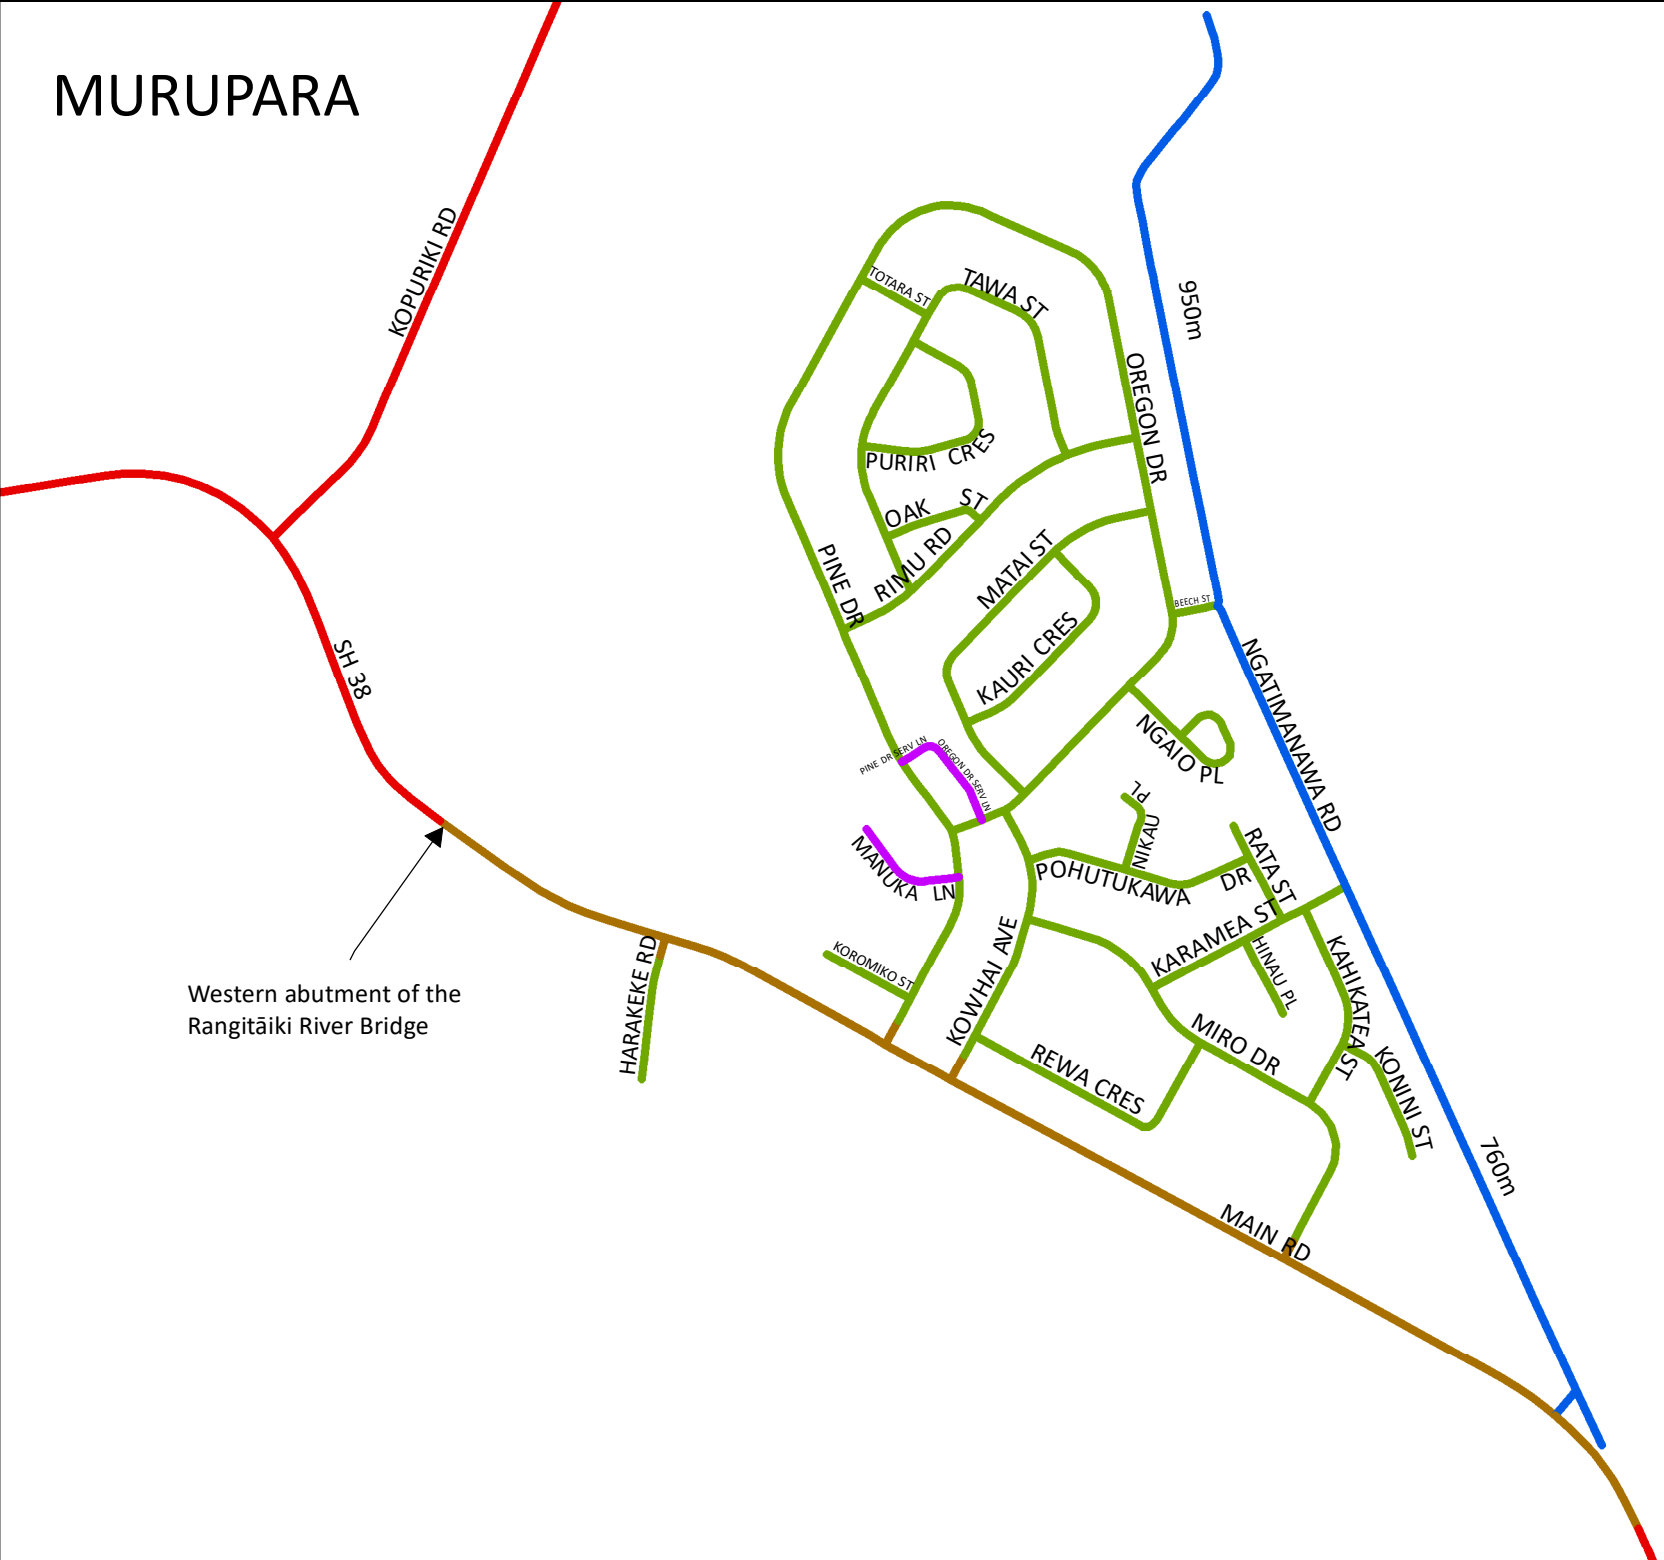 MURUPARA
KOPURIKI RD
SH 38
Western abutment of the
Rangitāiki River Bridge
HARAKEKE RD
TOTARA ST
TAWA ST
950m
OREGON DR
PURIRI CRES
OAK ST
RIMU RD
PINE DR
MATAI ST
KAURI CRES
BEECH ST
NGATIMANAWA RD
NGAIO PL
PINE DR SERV LN
OREGON DR SERV LN
MANUKA LN
NIKAU PL
POHUTUKAWA DR
RATA ST
KARAMEA ST
HINAU PL
KAHIKATEA ST
KOROMIKO ST
KOWHAI AVE
MIRO DR
REWA CRES
KONINI ST
760m
MAIN RD